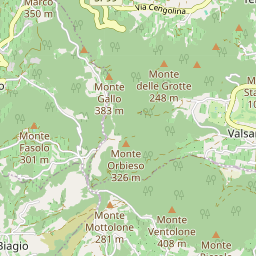 Via Cengolina
Marco
350 m
Monte
delle Grotte
248 m
Monte
Gallo
383 m
Monte
Fasolo
301 m
Monte
Orbieso
326 m
Monte
Mottolone
281 m
Monte
Ventolone
408 m
Biagio
Monte